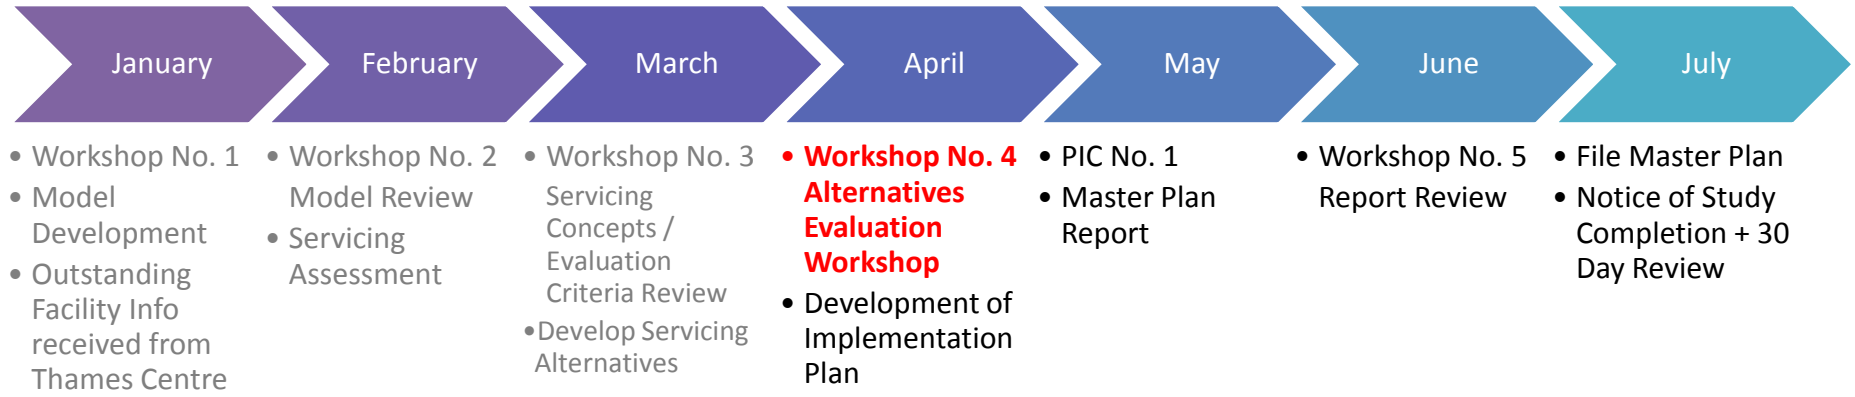 January
February
March
April
May
June
July
• Workshop No. 1
• Model
Development
• Outstanding
Facility Info
received from
Thames Centre
• Workshop No. 2
Model Review
• Servicing
Assessment
• Workshop No. 3
Servicing
Concepts /
Evaluation
Criteria Review
•Develop Servicing
Alternatives
• Workshop No. 4
Alternatives
Evaluation
Workshop
• Development of
Implementation
Plan
• PIC No. 1
• Master Plan
Report
• Workshop No. 5
Report Review
• File Master Plan
• Notice of Study
Completion + 30
Day Review